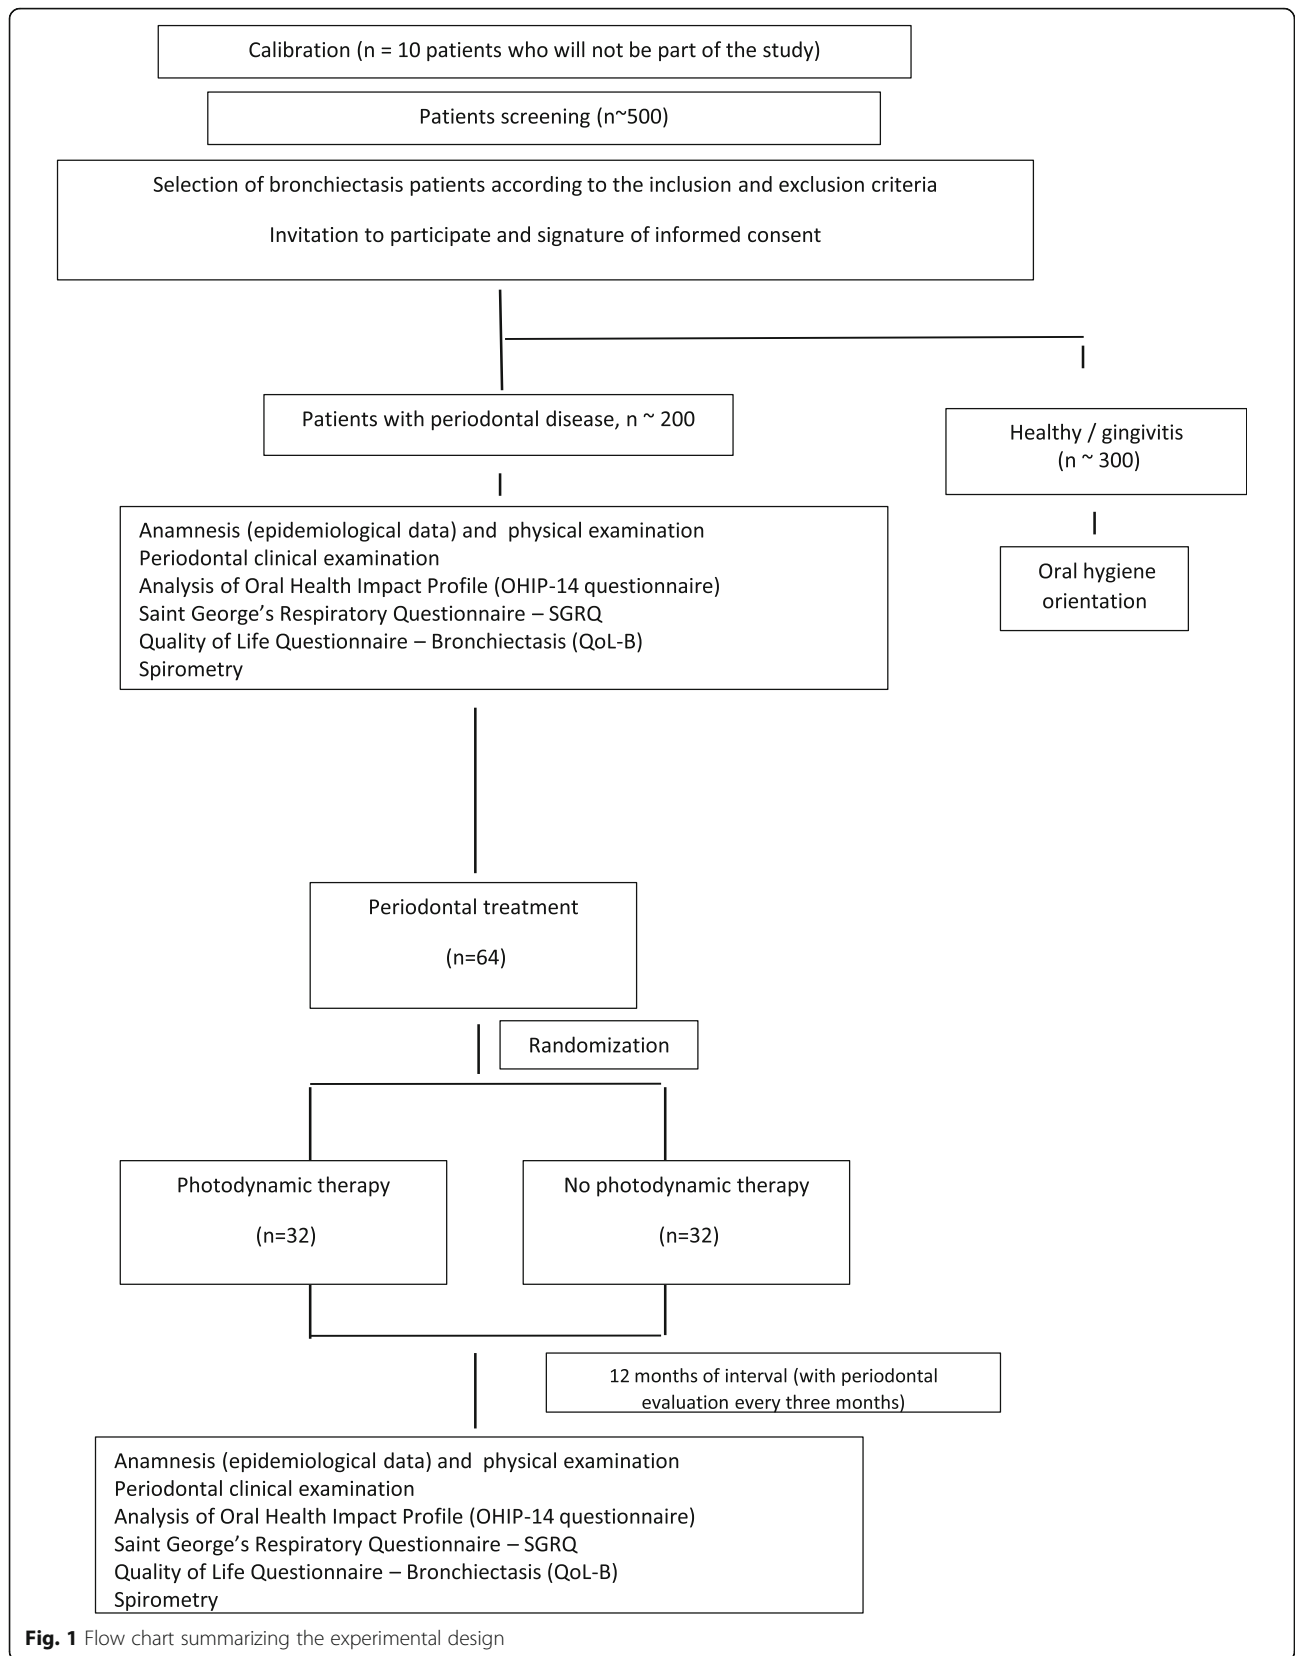 Calibration (n = 10 patients who will not be part of the study)
Patients screening (n~500)
Selection of bronchiectasis patients according to the inclusion and exclusion criteria
Invitation to participate and signature of informed consent
Patients with periodontal disease, n ~ 200
Healthy / gingivitis
(n ~ 300)
Anamnesis (epidemiological data) and  physical examination
Periodontal clinical examination
Analysis of Oral Health Impact Profile (OHIP-14 questionnaire)
Saint George’s Respiratory Questionnaire – SGRQ
Quality of Life Questionnaire – Bronchiectasis (QoL-B)
Spirometry
Oral hygiene
orientation
Periodontal treatment
(n=64)
Randomization
Photodynamic therapy
(n=32)
No photodynamic therapy
(n=32)
12 months of interval (with periodontal
evaluation every three months)
Anamnesis (epidemiological data) and  physical examination
Periodontal clinical examination
Analysis of Oral Health Impact Profile (OHIP-14 questionnaire)
Saint George’s Respiratory Questionnaire – SGRQ
Quality of Life Questionnaire – Bronchiectasis (QoL-B)
Spirometry
Fig. 1 Flow chart summarizing the experimental design